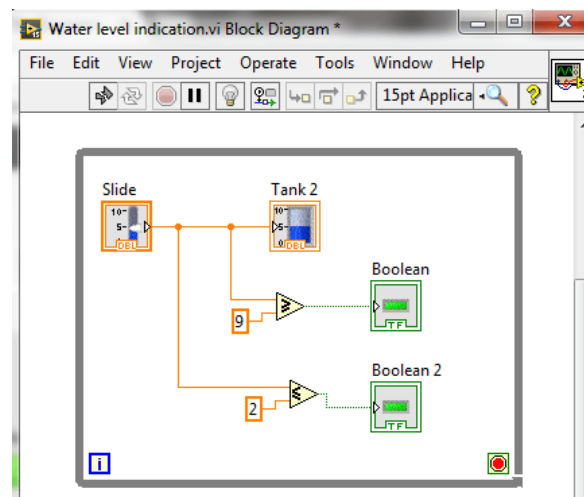 Water level indication.vi Block Diagram *
File Edit View Project Operate Tools Window Help
15pt Applica
Slide
Tank 2
10-
5-
DBL
10-
5-
0
DBL
Boolean
9
TF
Boolean 2
2
TF
i